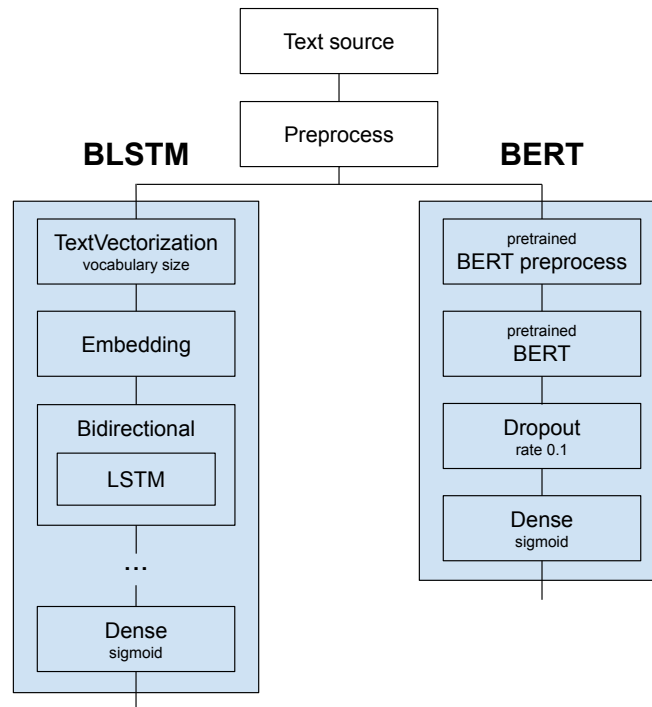 Text source
Preprocess
BLSTM
BERT
TextVectorization
vocabulary size
Embedding
Bidirectional
LSTM
...
Dense
sigmoid
pretrained
BERT preprocess
pretrained
BERT
Dropout
rate 0.1
Dense
sigmoid